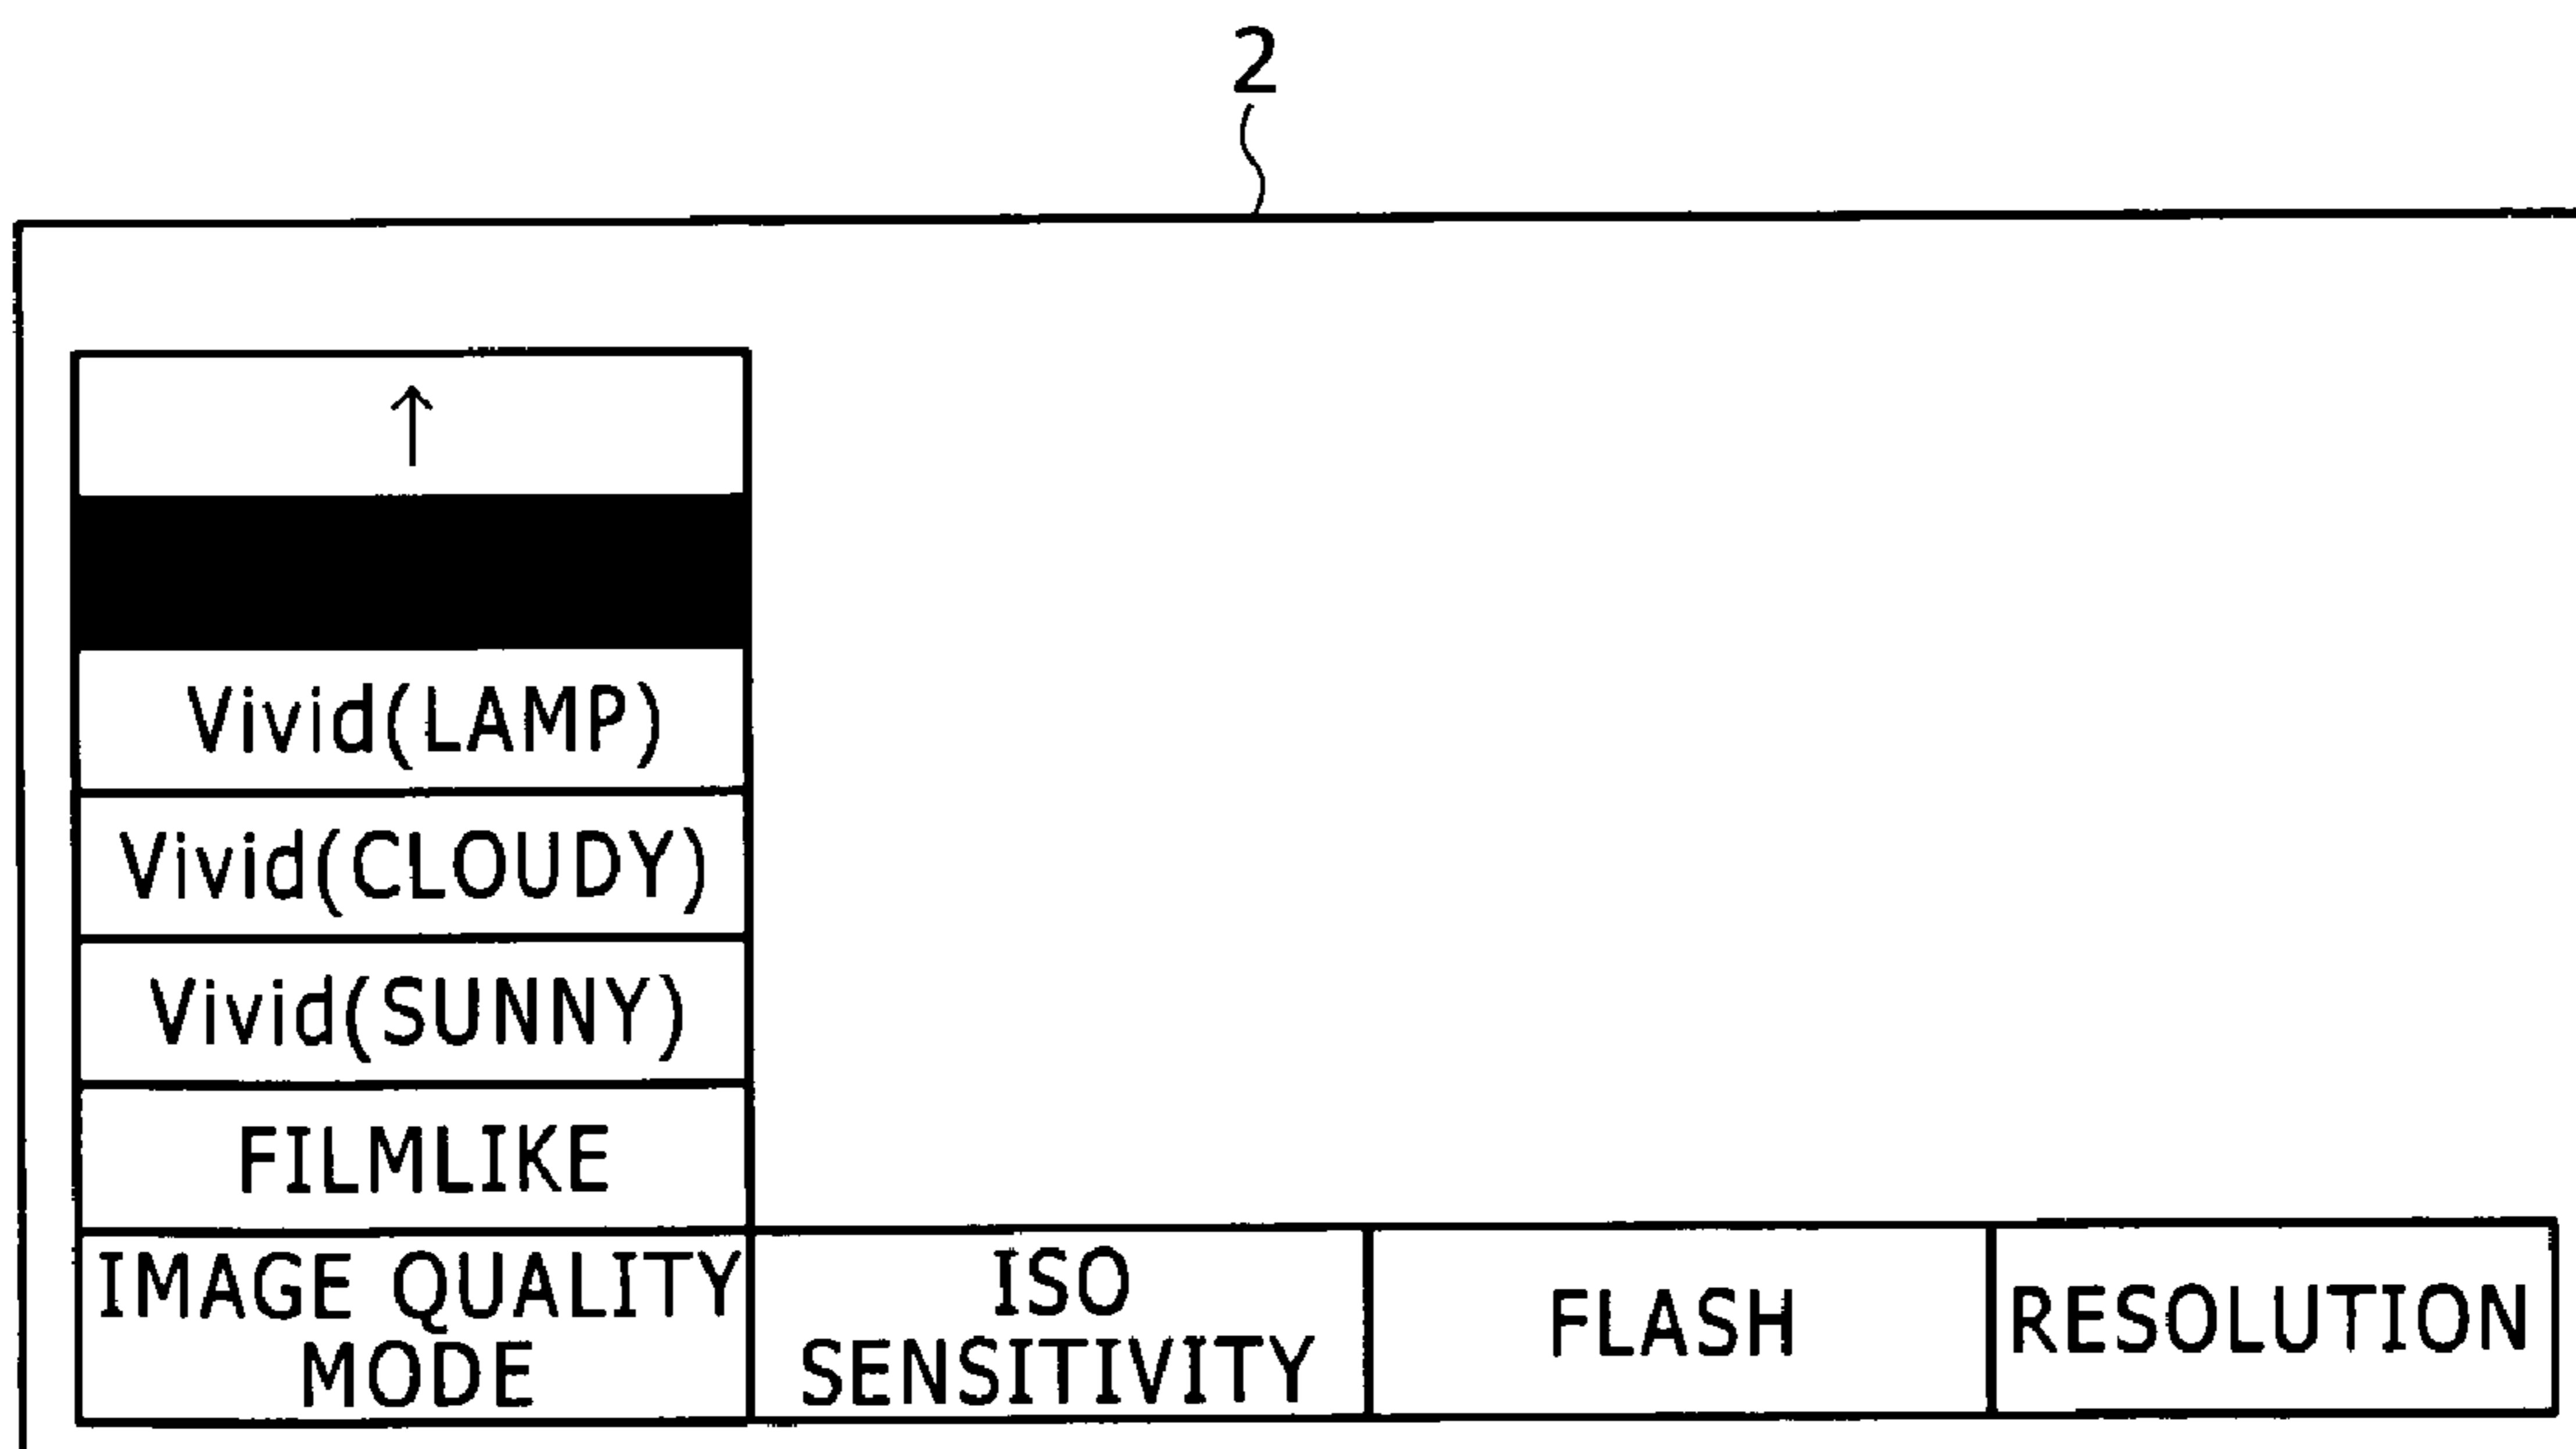 2
↑
Vivid(LAMP)
Vivid(CLOUDY)
Vivid(SUNNY)
FILMLIKE
IMAGE QUALITY
MODE
ISO
SENSITIVITY
FLASH
RESOLUTION